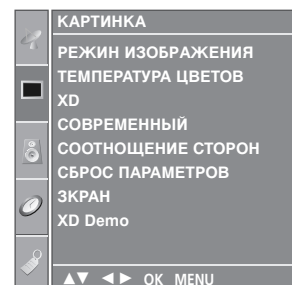 КАРТИНКА
РЕЖИН ИЗОБРАЖЕНИЯ
ТЕМПЕРАТУРА ЦВЕТОВ
XD
СОВРЕМЕННЫЙ
СООТНОЩЕНИЕ СТОРОН
СБРОС ПАРАМЕТРОВ
ЗКРАН
XD Demo
▲▼ ◄► OK MENU